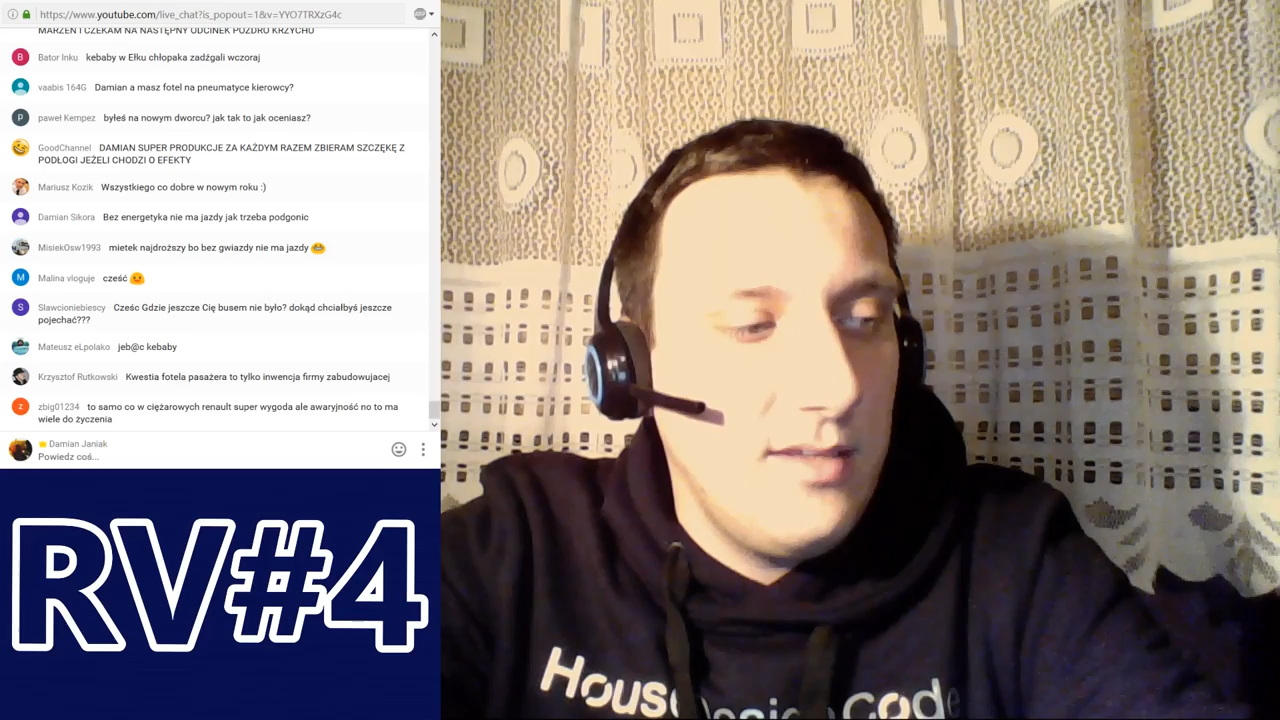 https://www.youtube.com/live_chat?is_popout=1&v=YYO7TRXzG4c
MARZEŃ I CZEKAM NA NASTĘPNY ODCINEK POZDRO KRZYCHU
Bator Inku kebaby w Ełku chłopaka zadźgali wczoraj
vaabis 164G Damian a masz fotel na pneumatyce kierowcy?
paweł Kempez byłeś na nowym dworcu? jak tak to jak oceniasz?
GoodChannel DAMIAN SUPER PRODUKCJE ZA KAŻDYM RAZEM ZBIERAM SZCZĘKĘ Z
PODŁOGI JEŻELI CHODZI O EFEKTY
Mariusz Kozik Wszystkiego co dobre w nowym roku :)
Damian Sikora Bez energetyka nie ma jazdy jak trzeba podgonic
MisiekOsw1993 mietek najdroższy bo bez gwiazdy nie ma jazdy
Malina vloguje cześć
Slawcioniebiescy Cześc Gdzie jeszcze Cię busem nie było? dokąd chciałbyś jeszcze
pojechać???
Mateusz eLpolako jeb@c kebaby
Krzysztof Rutkowski Kwestia fotela pasażera to tylko inwencja firmy zabudowujacej
zbig01234 to samo co w ciężarowych renault super wygoda ale awaryjność no to ma
wiele do życzenia
Damian Janiak
Powiedz coś...
RV#4
Code